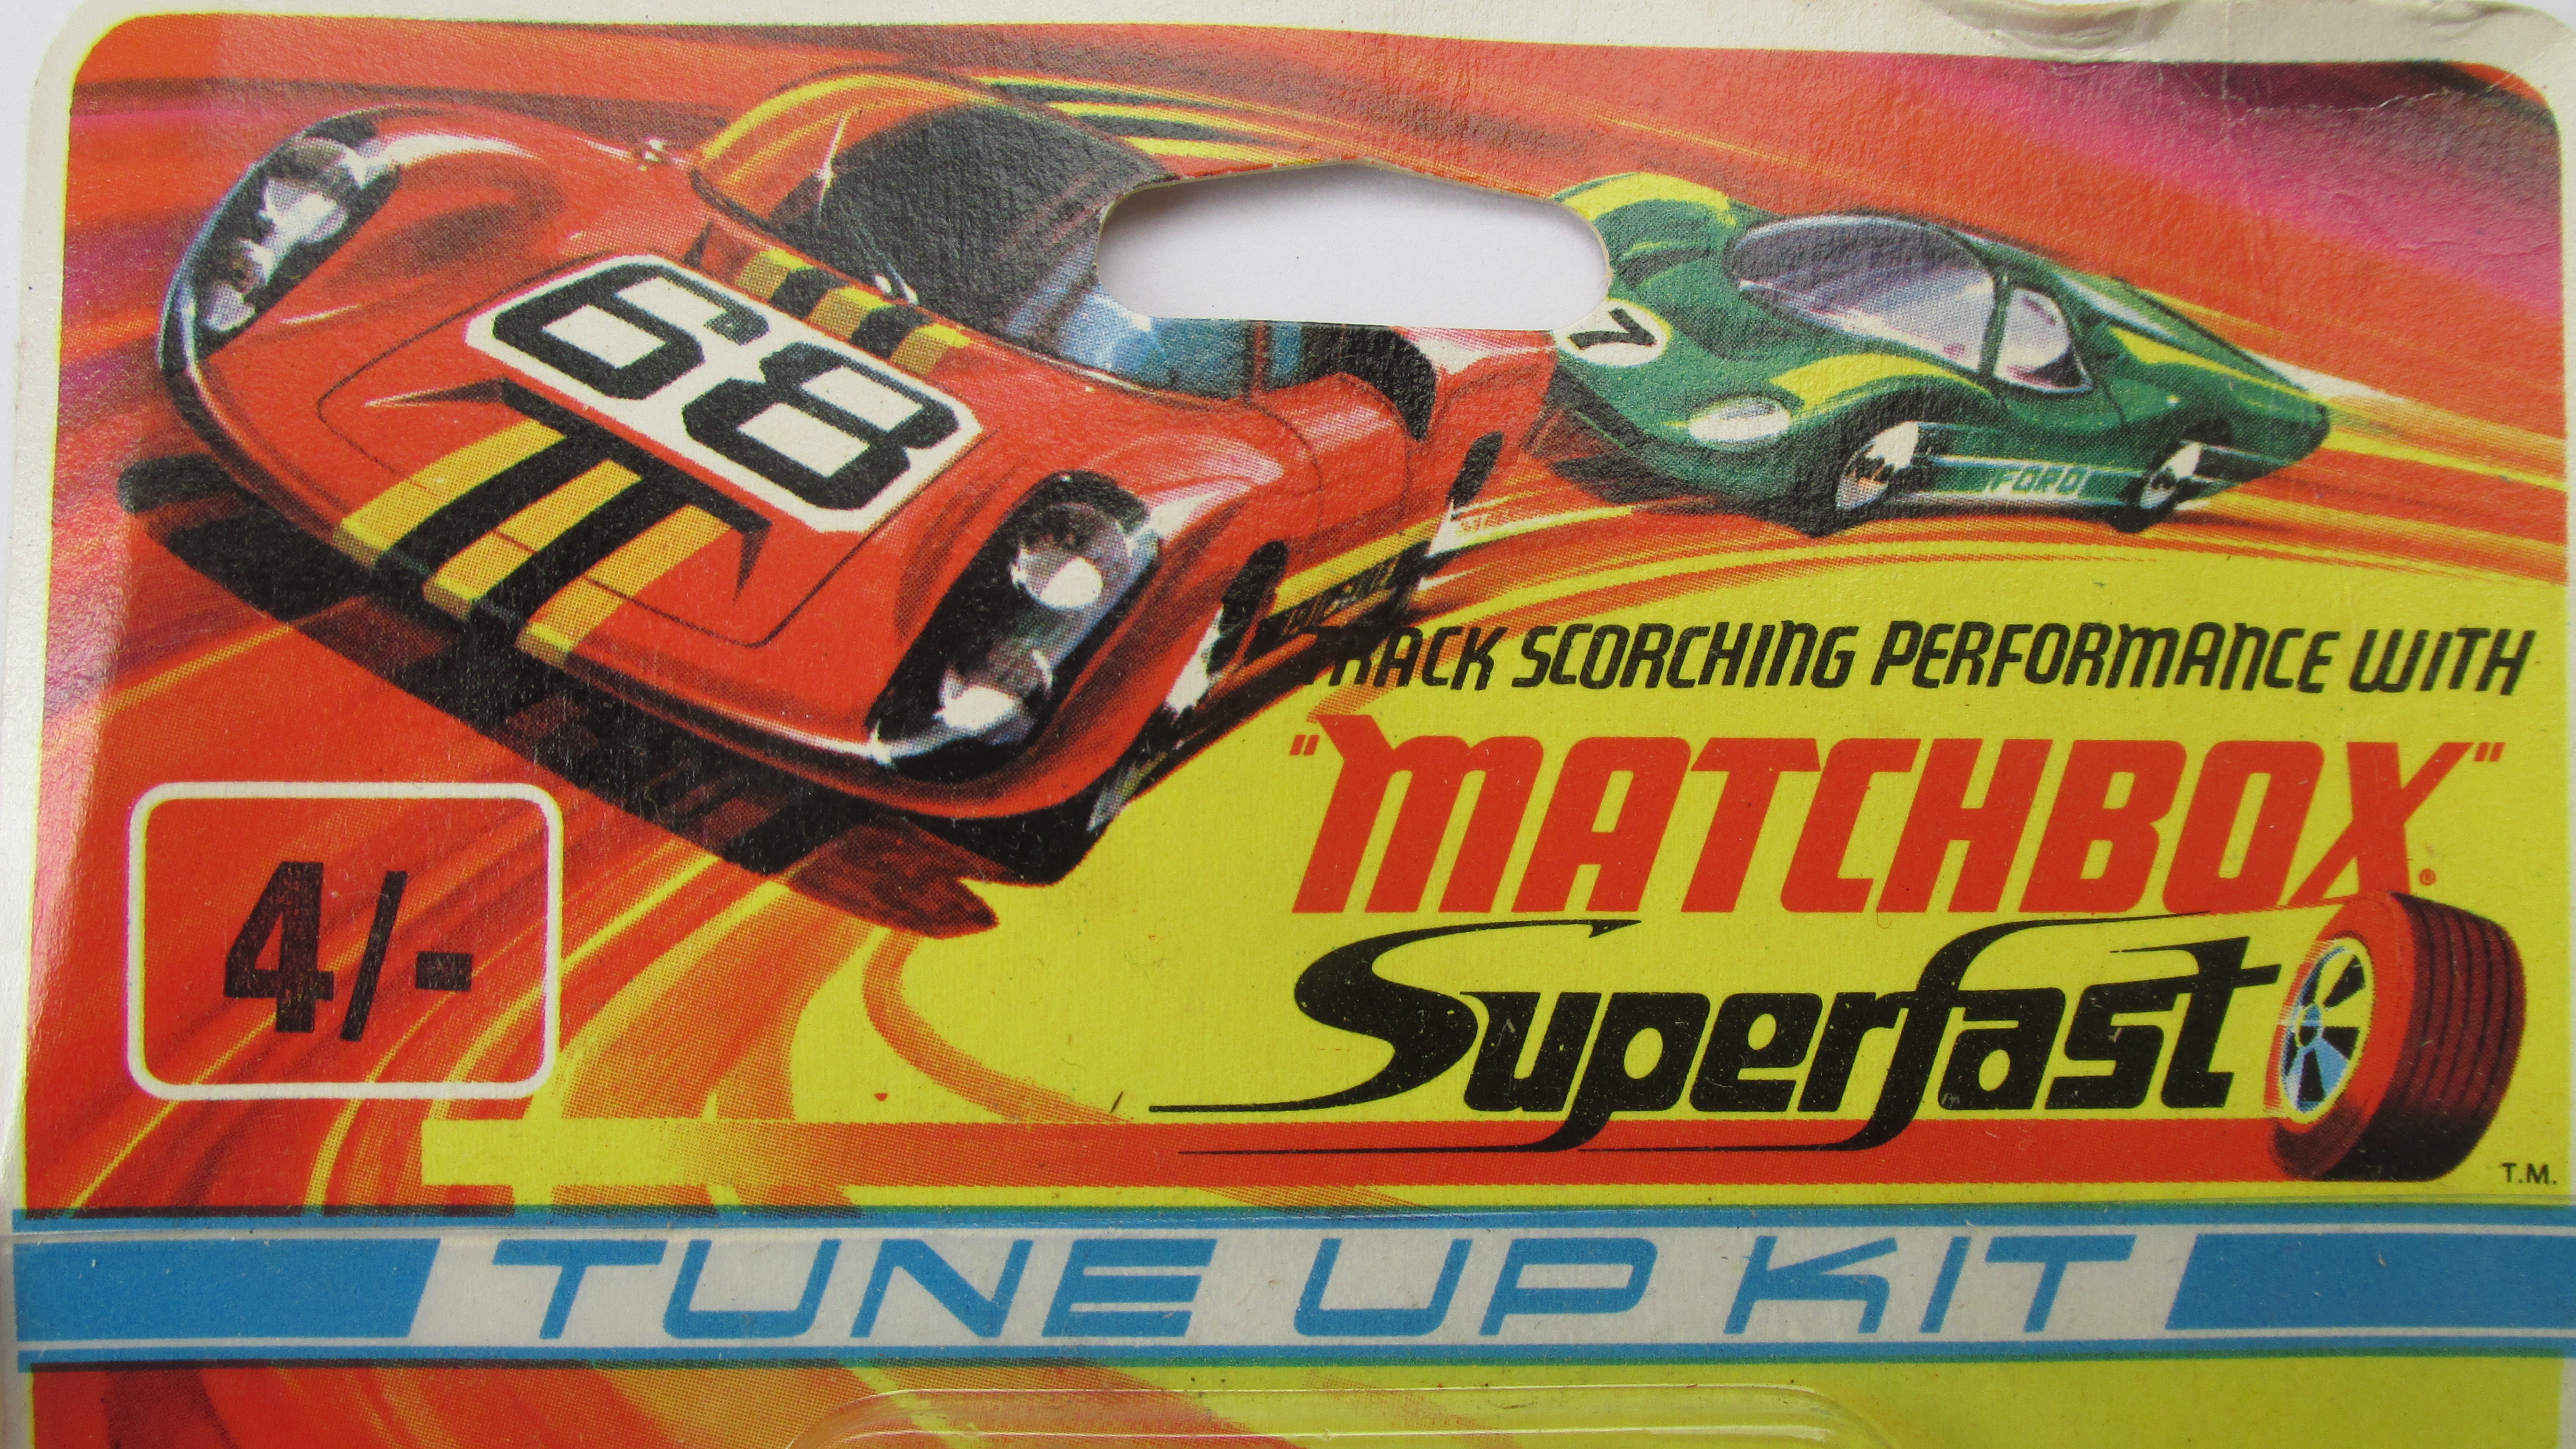 68
7
FORD
TRACK SCORCHING PERFORMANCE WITH
"MATCHBOX"®
Superfast
4/-
T.M.
TUNE UP KIT